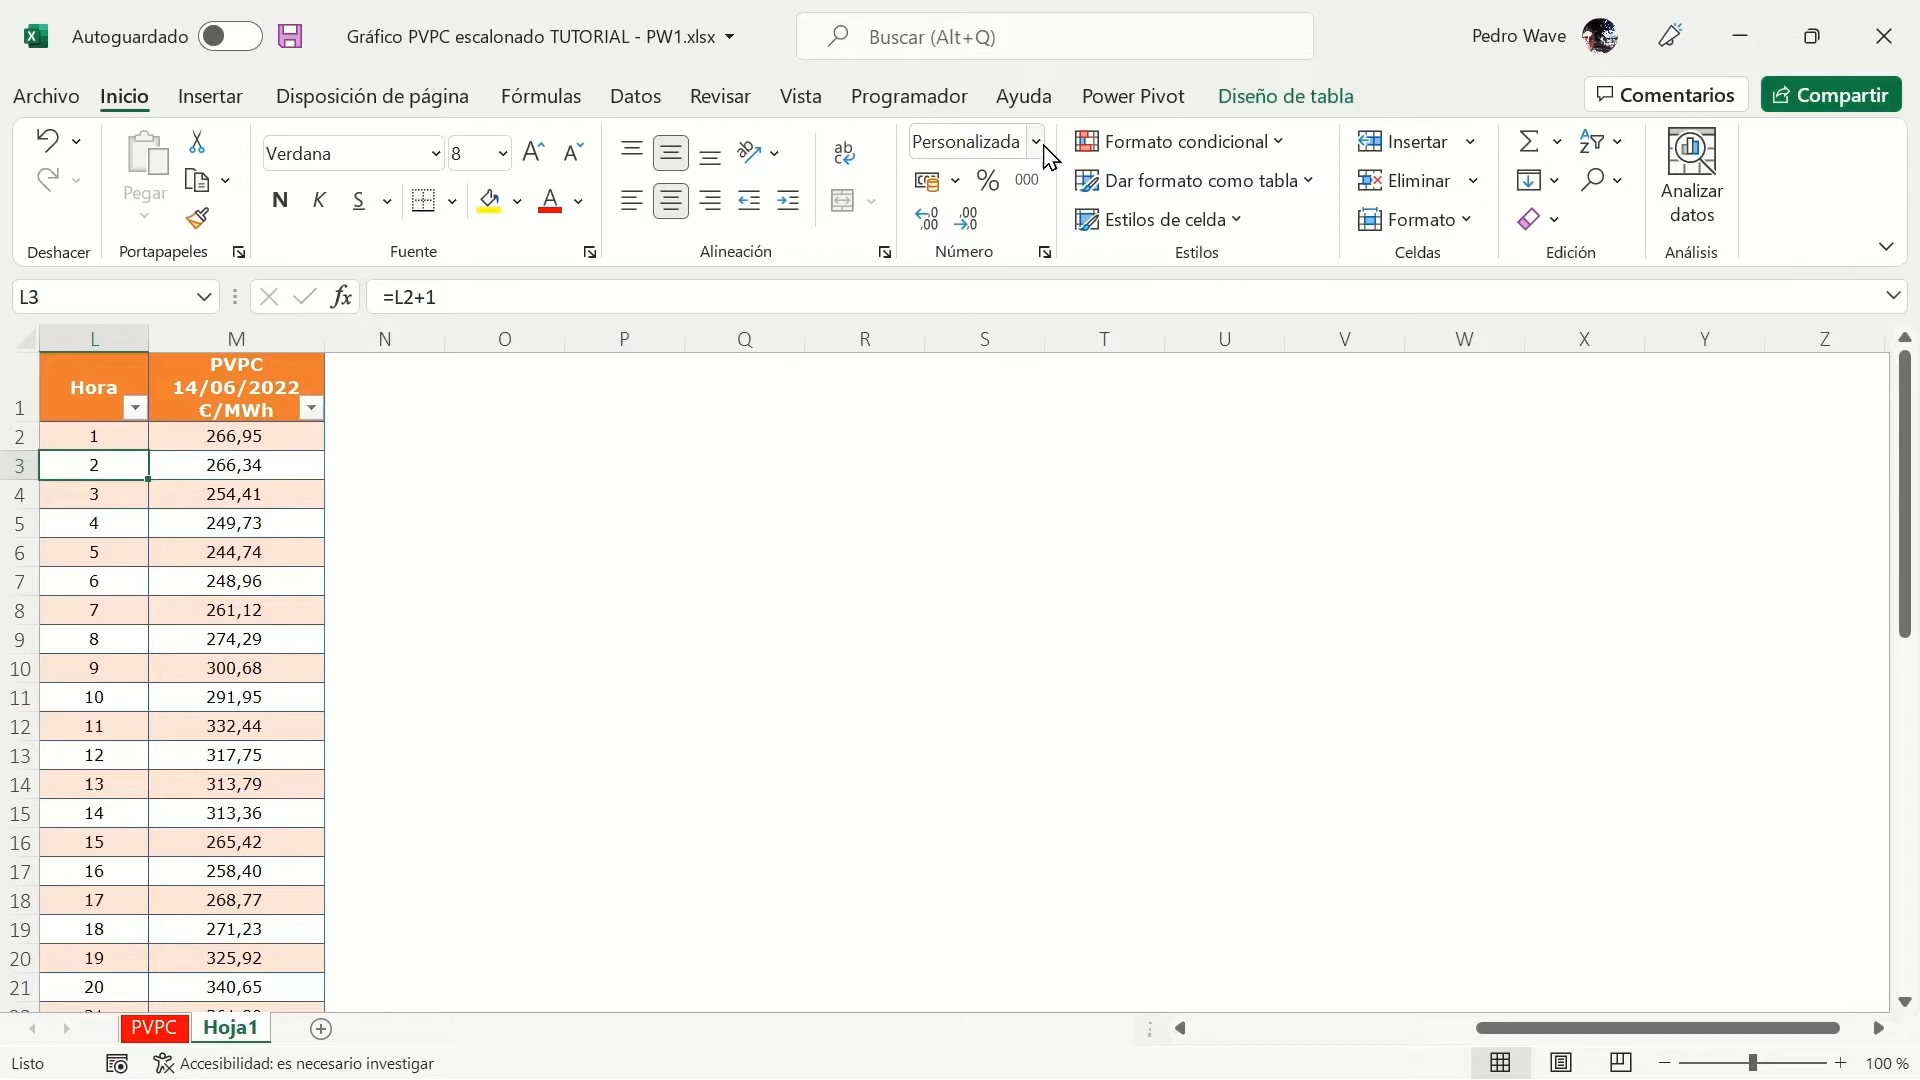 Autoguardado Gráfico PVPC escalonado TUTORIAL - PW1.xlsx Buscar (Alt+Q) Pedro Wave
Archivo Inicio Insertar Disposición de página Fórmulas Datos Revisar Vista Programador Ayuda Power Pivot Diseño de tabla Comentarios Compartir
Pegar Verdana 8 Personalizada Formato condicional Insertar Analizar datos
N K S % 000 Dar formato como tabla Eliminar
Estilos de celda Formato
Deshacer Portapapeles Fuente Alineación Número Estilos Celdas Edición Análisis
L3 fx =L2+1
L M N O P Q R S T U V W X Y Z
1 Hora PVPC 14/06/2022 €/MWh
2 1 266,95
3 2 266,34
4 3 254,41
5 4 249,73
6 5 244,74
7 6 248,96
8 7 261,12
9 8 274,29
10 9 300,68
11 10 291,95
12 11 332,44
13 12 317,75
14 13 313,79
15 14 313,36
16 15 265,42
17 16 258,40
18 17 268,77
19 18 271,23
20 19 325,92
21 20 340,65
PVPC Hoja1
Listo Accesibilidad: es necesario investigar 100 %